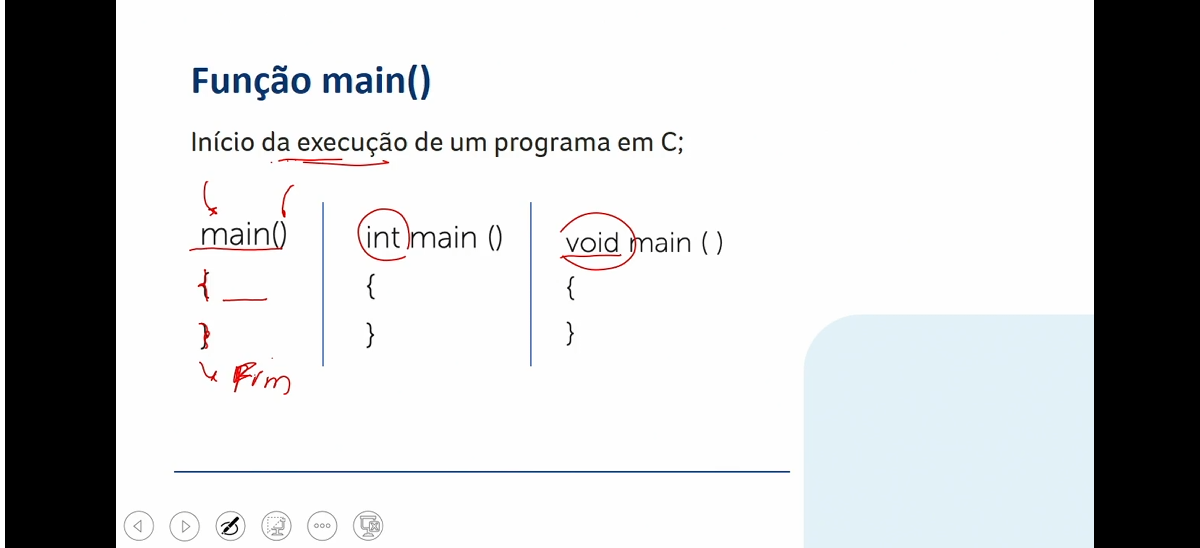 Função main()
Início da execução de um programa em C;
main()
{
}
Fim
int main ()
{
}
void main ( )
{
}